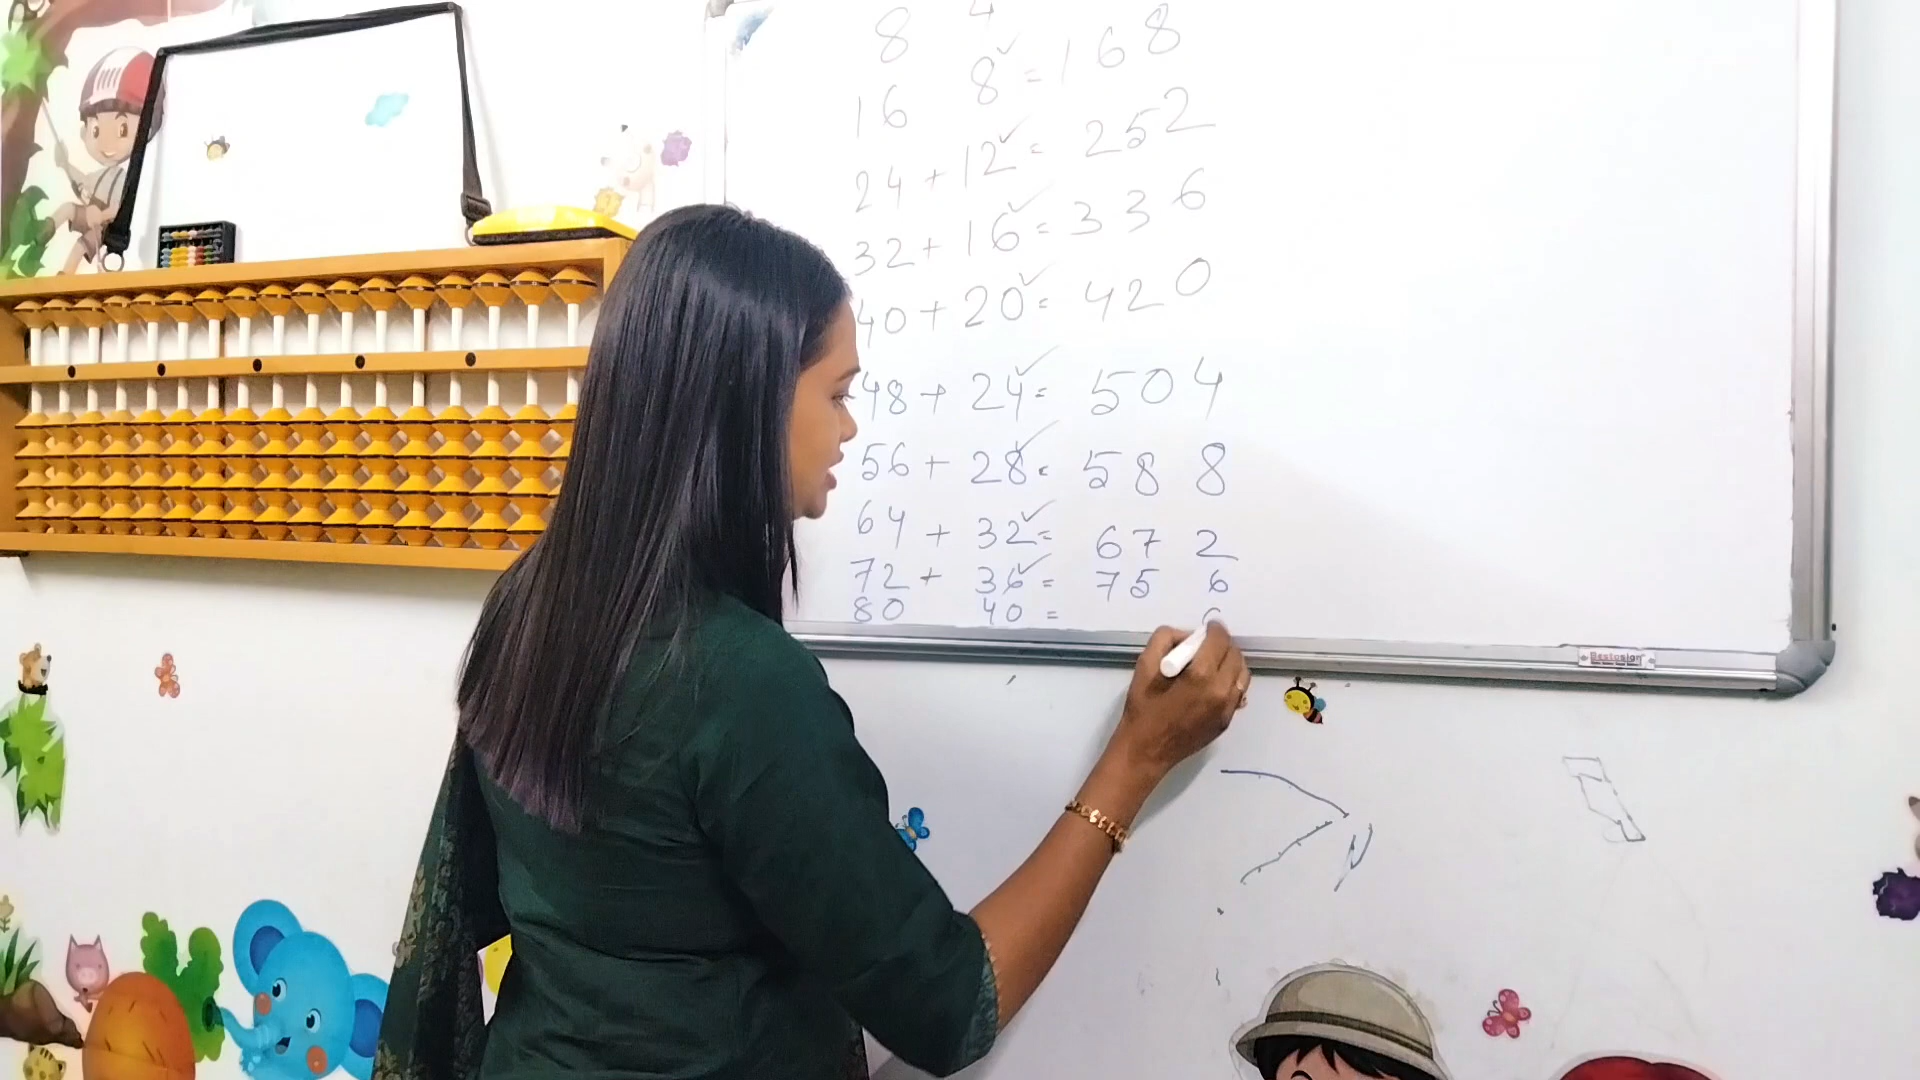 8 4
16 8 = 168
24 + 12 = 252
32 + 16 = 336
40 + 20 = 420
48 + 24 = 504
56 + 28 = 588
64 + 32 = 672
72 + 36 = 756
80 40 =
Bestosign